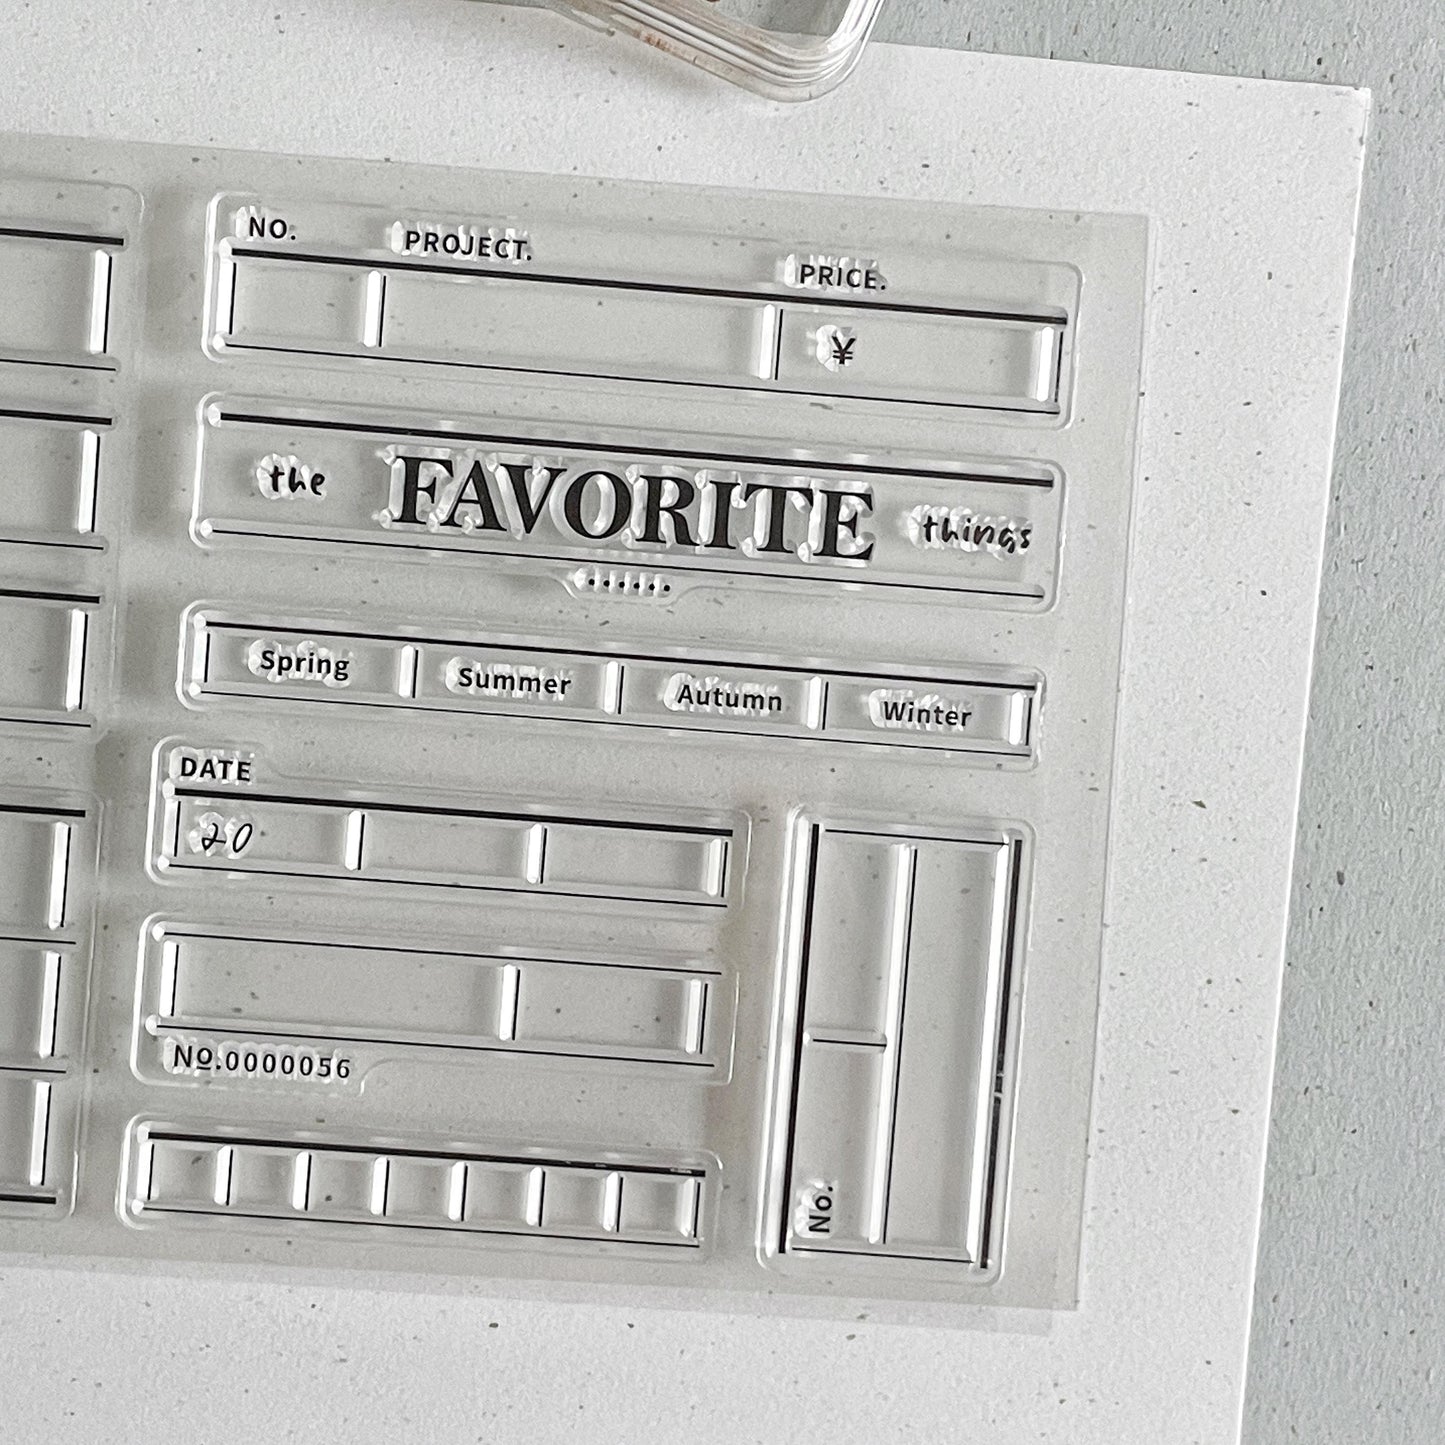 NO. PROJECT. PRICE.
¥
the FAVORITE things
......
Spring Summer Autumn Winter
DATE
20
No.0000056
No.